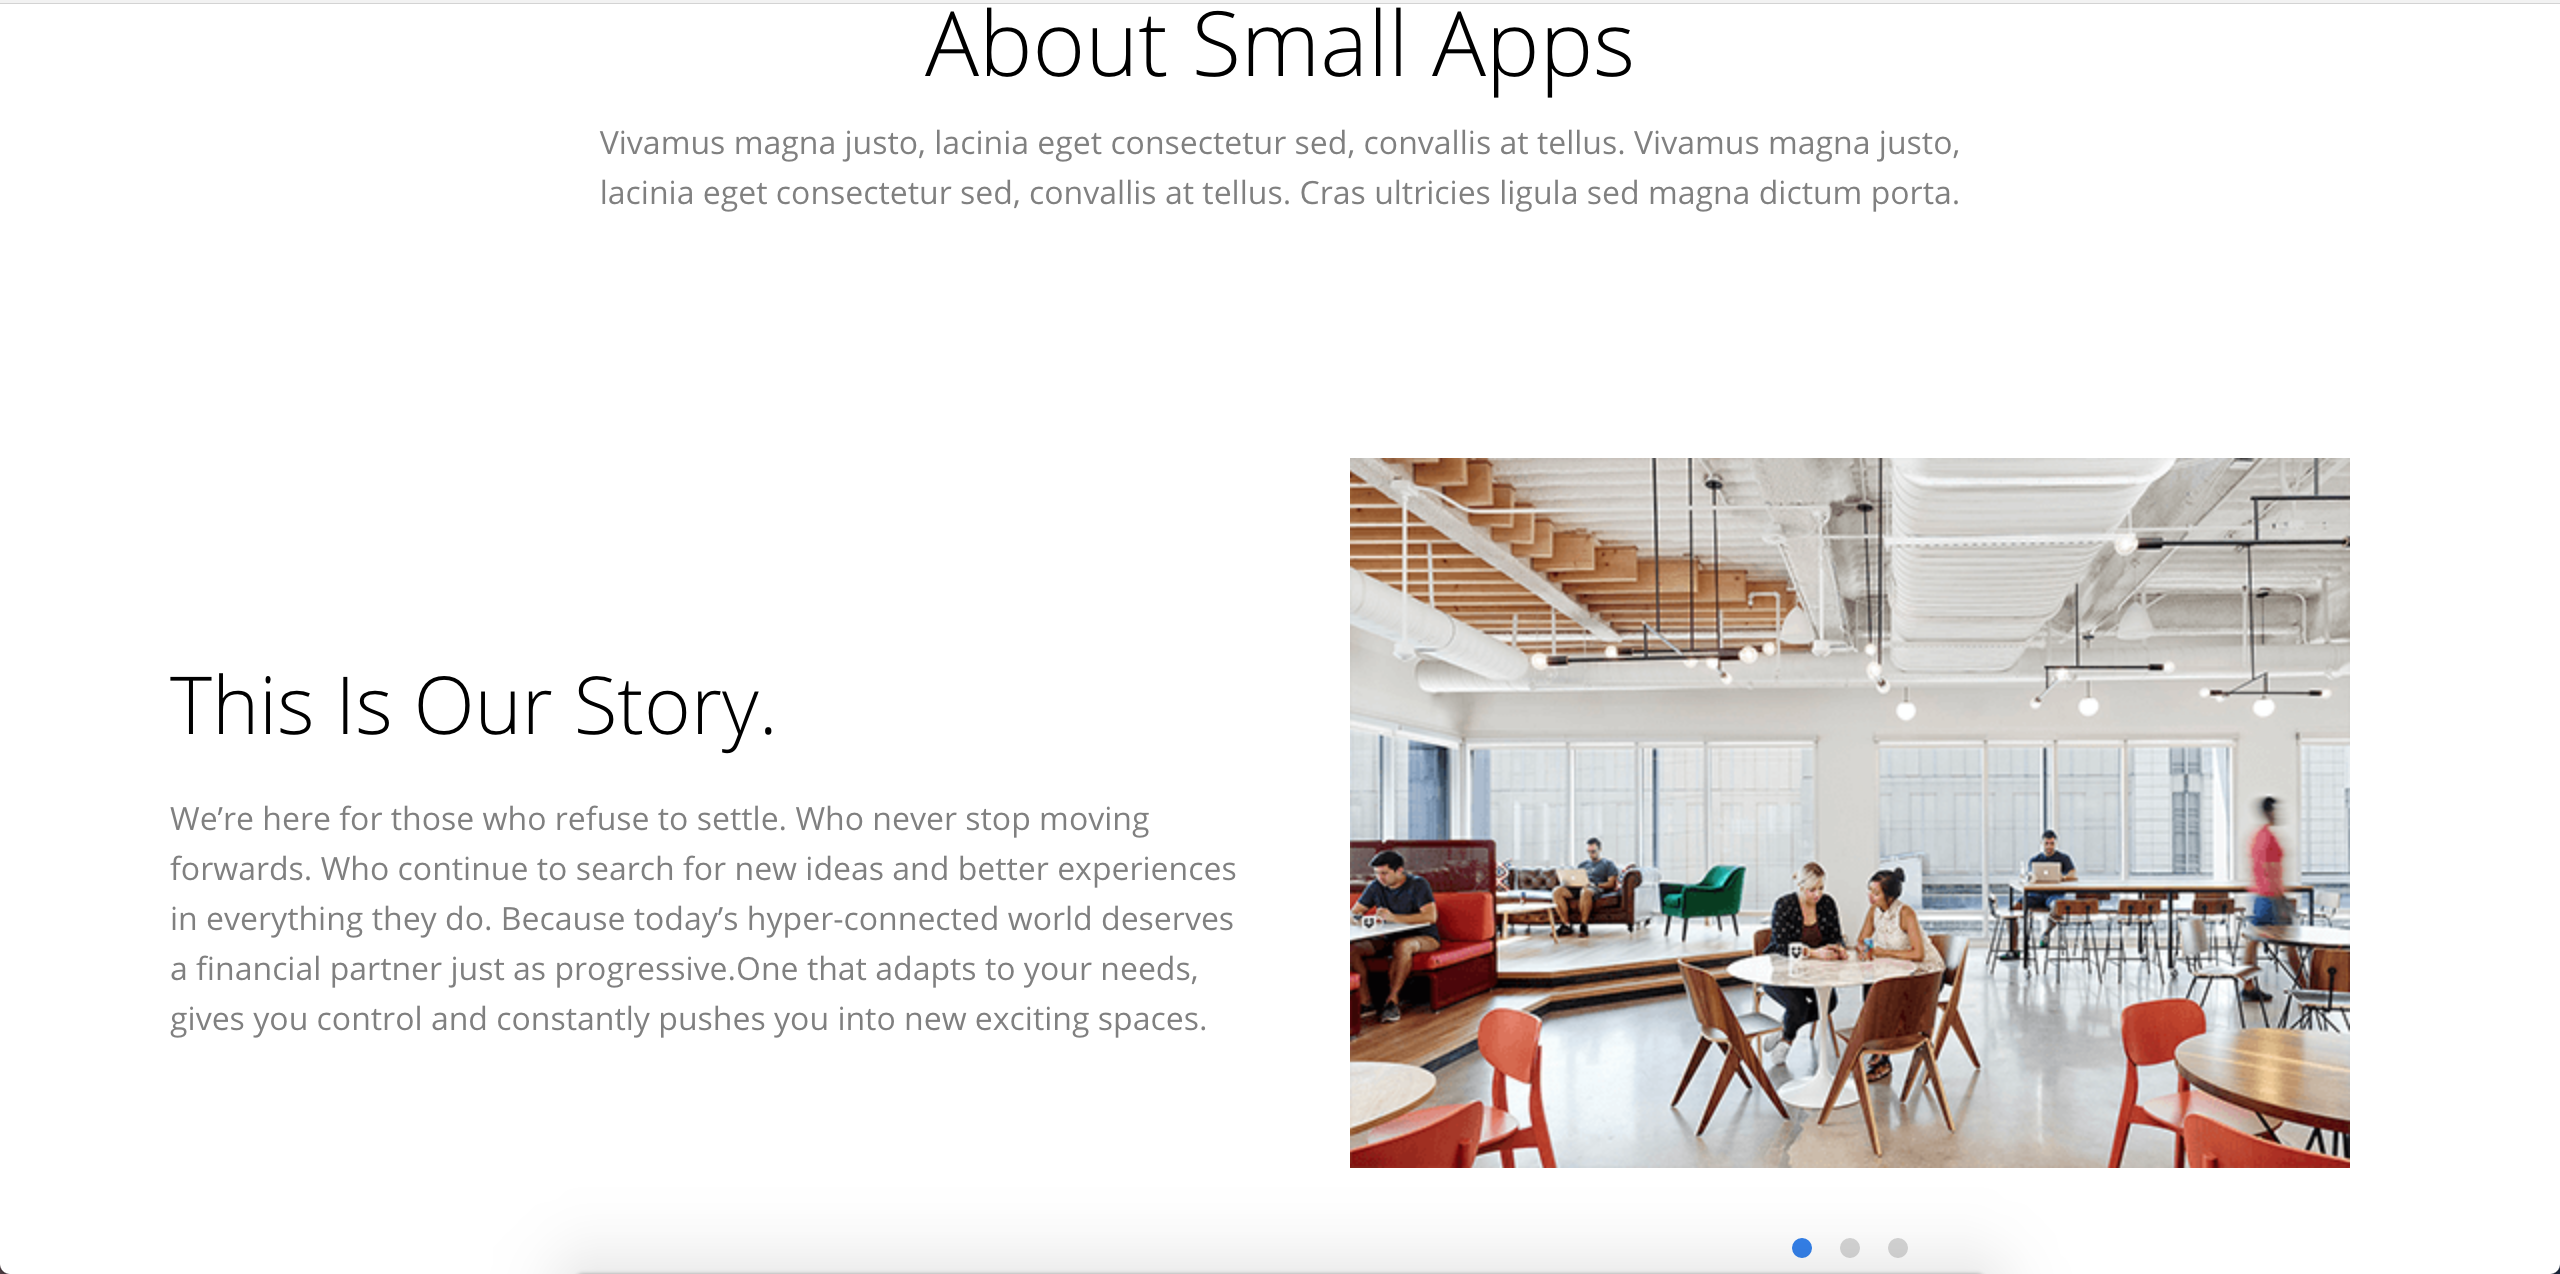 About Small Apps
Vivamus magna justo, lacinia eget consectetur sed, convallis at tellus. Vivamus magna justo,
lacinia eget consectetur sed, convallis at tellus. Cras ultricies ligula sed magna dictum porta.
This Is Our Story.
We’re here for those who refuse to settle. Who never stop moving
forwards. Who continue to search for new ideas and better experiences
in everything they do. Because today’s hyper-connected world deserves
a financial partner just as progressive.One that adapts to your needs,
gives you control and constantly pushes you into new exciting spaces.